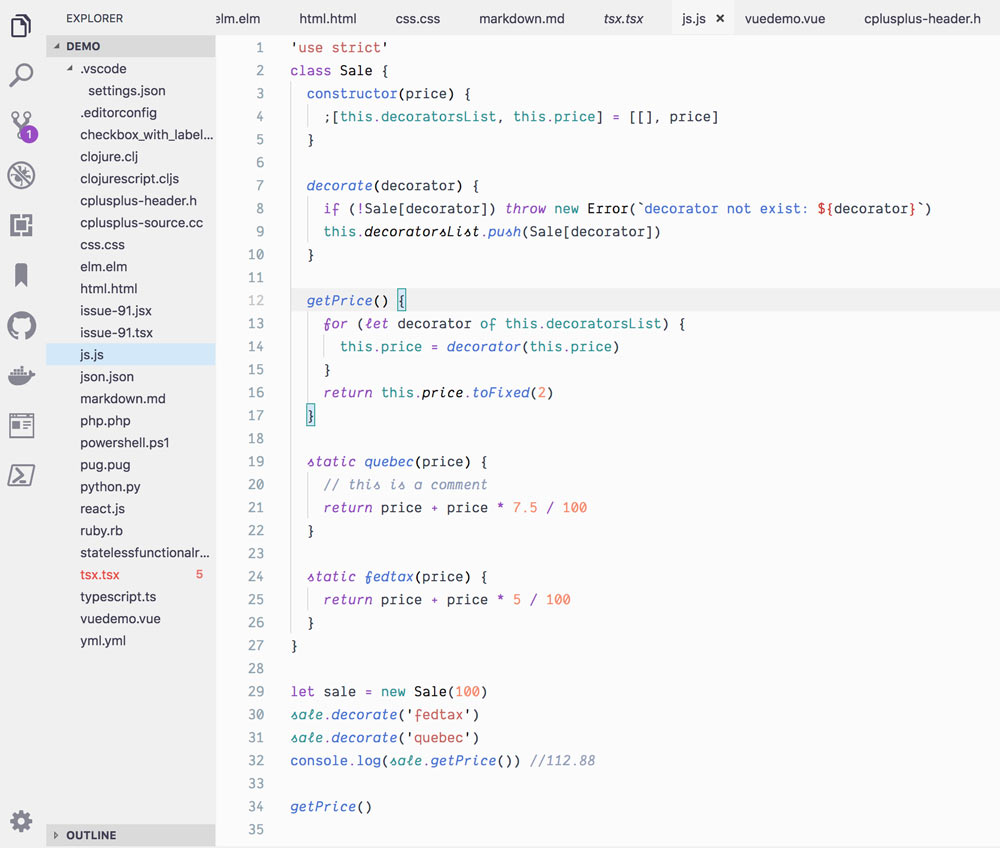 EXPLORER
elm.elm html.html css.css markdown.md tsx.tsx js.js × vuedemo.vue cplusplus-header.h
DEMO
.vscode
settings.json
.editorconfig
checkbox_with_label...
clojure.clj
clojurescript.cljs
cplusplus-header.h
cplusplus-source.cc
css.css
elm.elm
html.html
issue-91.jsx
issue-91.tsx
js.js
json.json
markdown.md
php.php
powershell.ps1
pug.pug
python.py
react.js
ruby.rb
statelessfunctionalr...
tsx.tsx 5
typescript.ts
vuedemo.vue
yml.yml
OUTLINE
1
1 'use strict'
2 class Sale {
3 constructor(price) {
4 ;[this.decoratorsList, this.price] = [[], price]
5 }
6
7 decorate(decorator) {
8 if (!Sale[decorator]) throw new Error(`decorator not exist: ${decorator}`)
9 this.decoratorsList.push(Sale[decorator])
10 }
11
12 getPrice() {
13 for (let decorator of this.decoratorsList) {
14 this.price = decorator(this.price)
15 }
16 return this.price.toFixed(2)
17 }
18
19 static quebec(price) {
20 // this is a comment
21 return price + price * 7.5 / 100
22 }
23
24 static fedtax(price) {
25 return price + price * 5 / 100
26 }
27 }
28
29 let sale = new Sale(100)
30 sale.decorate('fedtax')
31 sale.decorate('quebec')
32 console.log(sale.getPrice()) //112.88
33
34 getPrice()
35